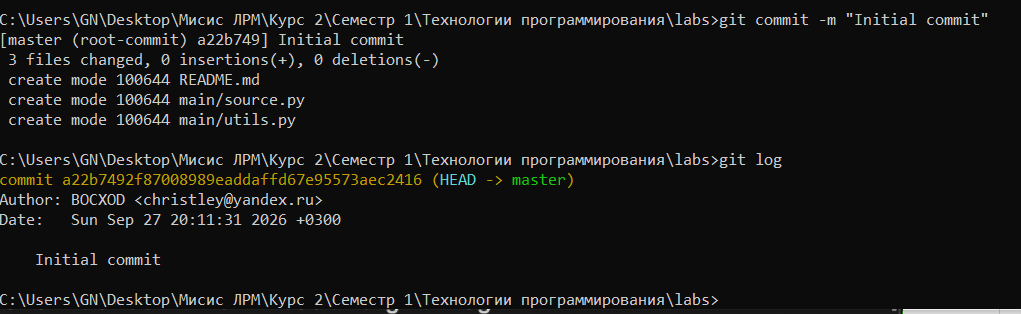 C:\Users\GN\Desktop\Мисис ЛРМ\Курс 2\Семестр 1\Технологии программирования\labs>git commit -m "Initial commit"
[master (root-commit) a22b749] Initial commit
 3 files changed, 0 insertions(+), 0 deletions(-)
 create mode 100644 README.md
 create mode 100644 main/source.py
 create mode 100644 main/utils.py

C:\Users\GN\Desktop\Мисис ЛРМ\Курс 2\Семестр 1\Технологии программирования\labs>git log
commit a22b7492f87008989eaddaffd67e95573aec2416 (HEAD -> master)
Author: BOCXOD <christley@yandex.ru>
Date:   Sun Sep 27 20:11:31 2026 +0300

    Initial commit

C:\Users\GN\Desktop\Мисис ЛРМ\Курс 2\Семестр 1\Технологии программирования\labs>